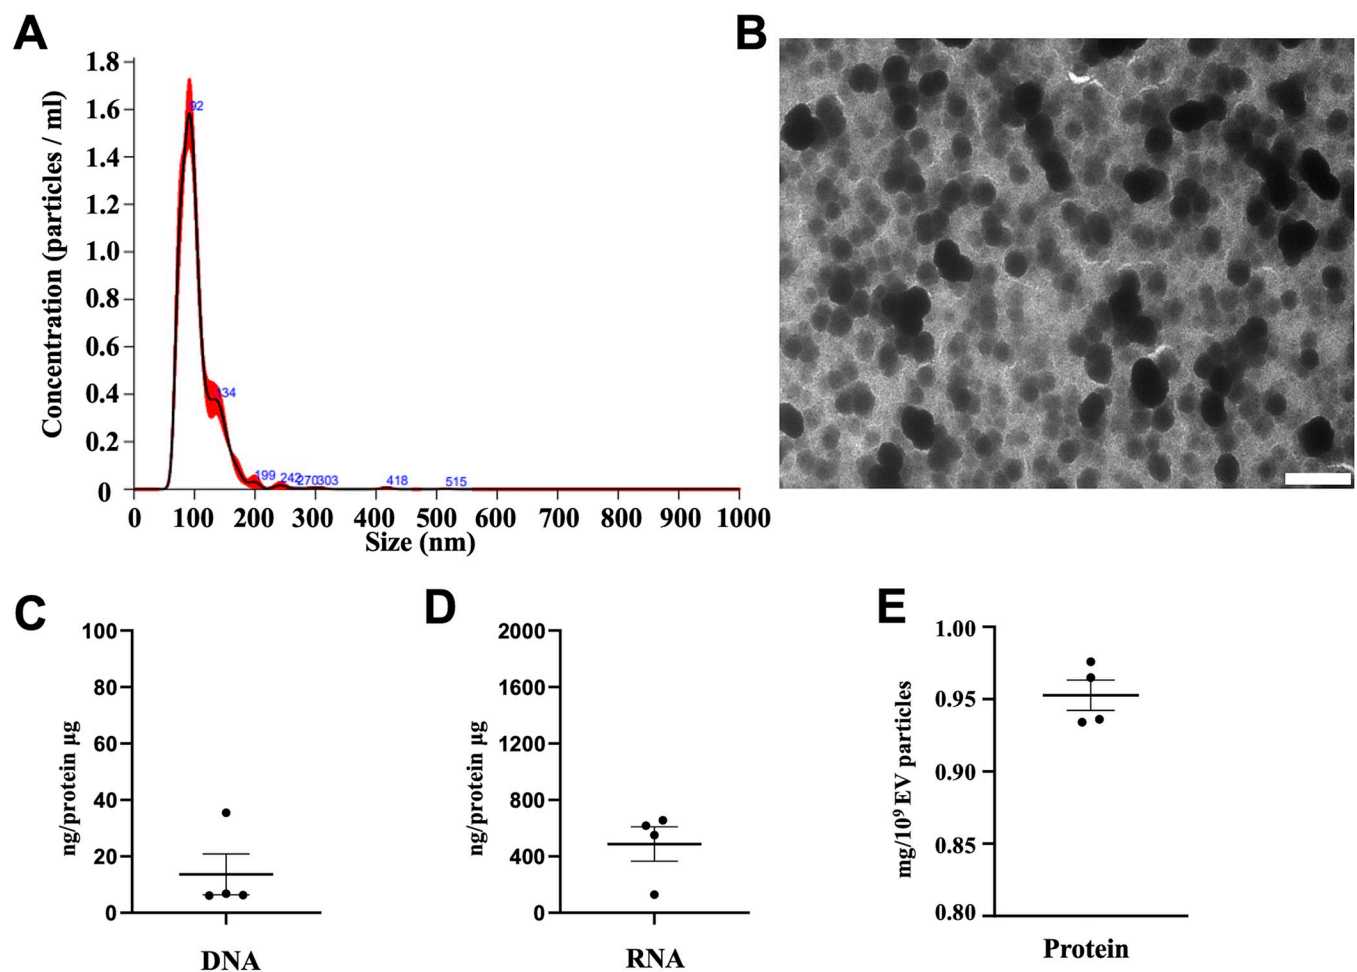 A
Concentration (particles / ml)
1.8
1.6
1.4
1.2
1.0
0.8
0.6
0.4
0.2
0
92
134
199
242
270
303
418
515
0 100 200 300 400 500 600 700 800 900 1000
Size (nm)
B
C
ng/protein µg
100
80
60
40
20
0
DNA
D
ng/protein µg
2000
1600
1200
800
400
0
RNA
E
mg/10⁹ EV particles
1.00
0.95
0.90
0.85
0.80
Protein